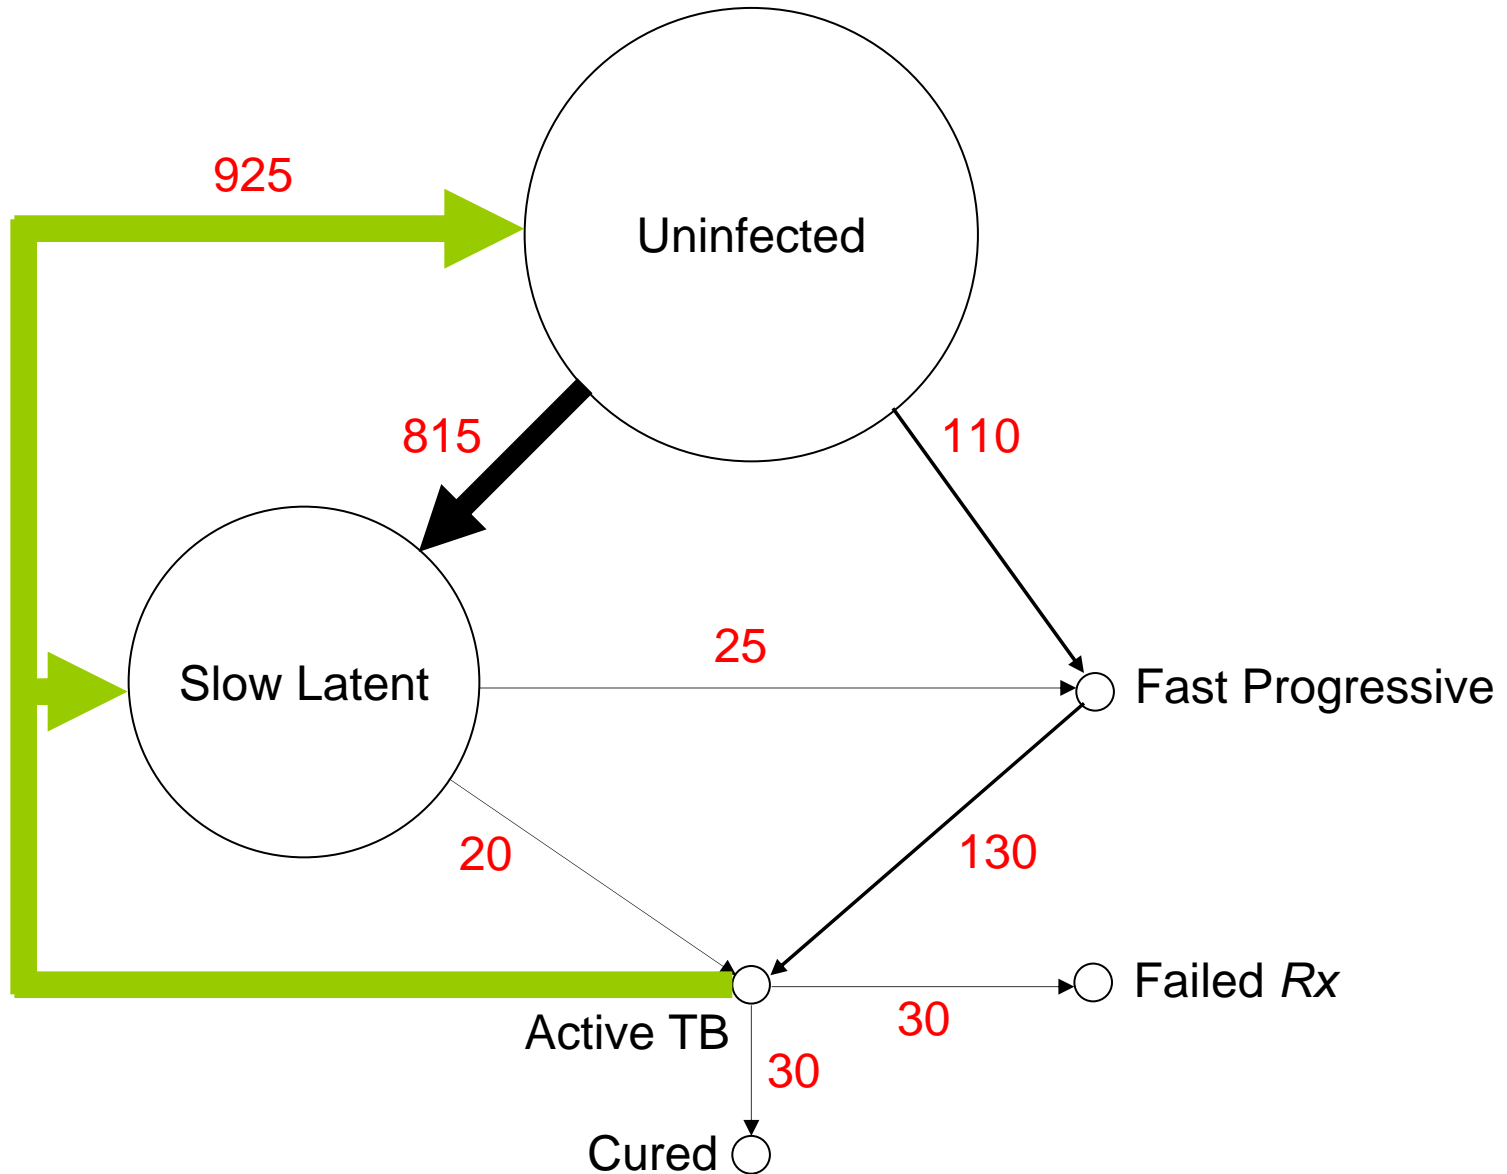 925
Uninfected
815
110
25
Slow Latent
Fast Progressive
20
130
Failed Rx
30
Active TB
30
Cured